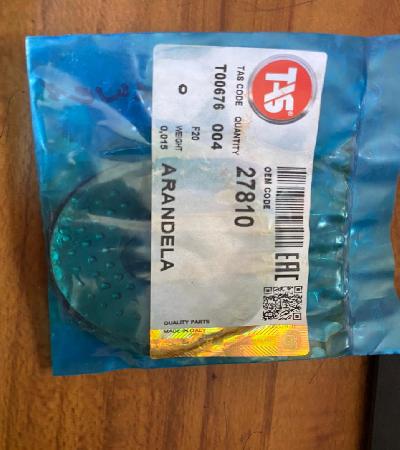 TAS
TAS CODE QUANTITY
T00676 004
OEM CODE
27810
F20
WEIGHT
0,015
ARANDELA
EAC
QUALITY PARTS
MADE IN ITALY